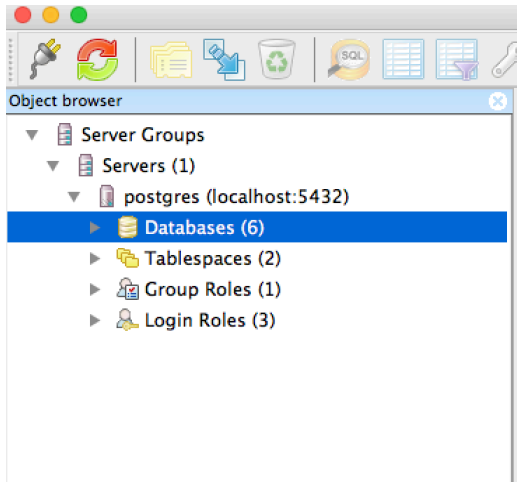 SQL
Object browser
Server Groups
Servers (1)
postgres (localhost:5432)
Databases (6)
Tablespaces (2)
Group Roles (1)
Login Roles (3)